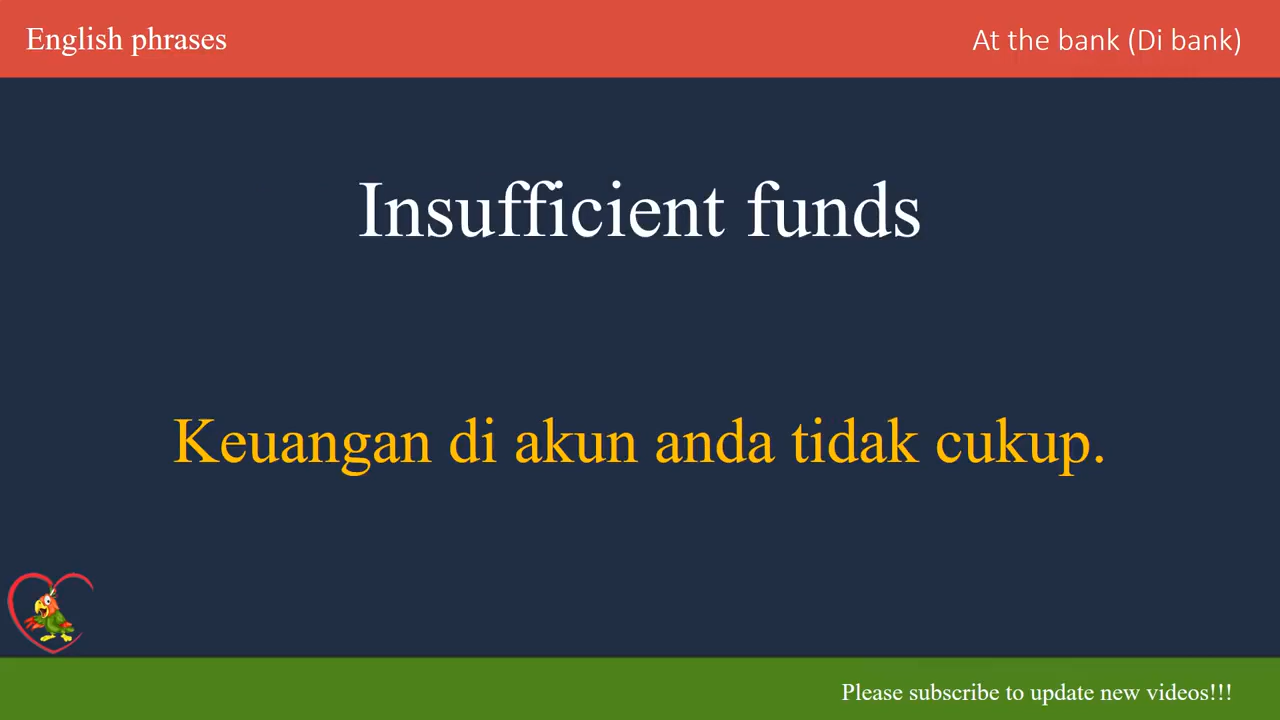 English phrases
At the bank (Di bank)
Insufficient funds
Keuangan di akun anda tidak cukup.
Please subscribe to update new videos!!!